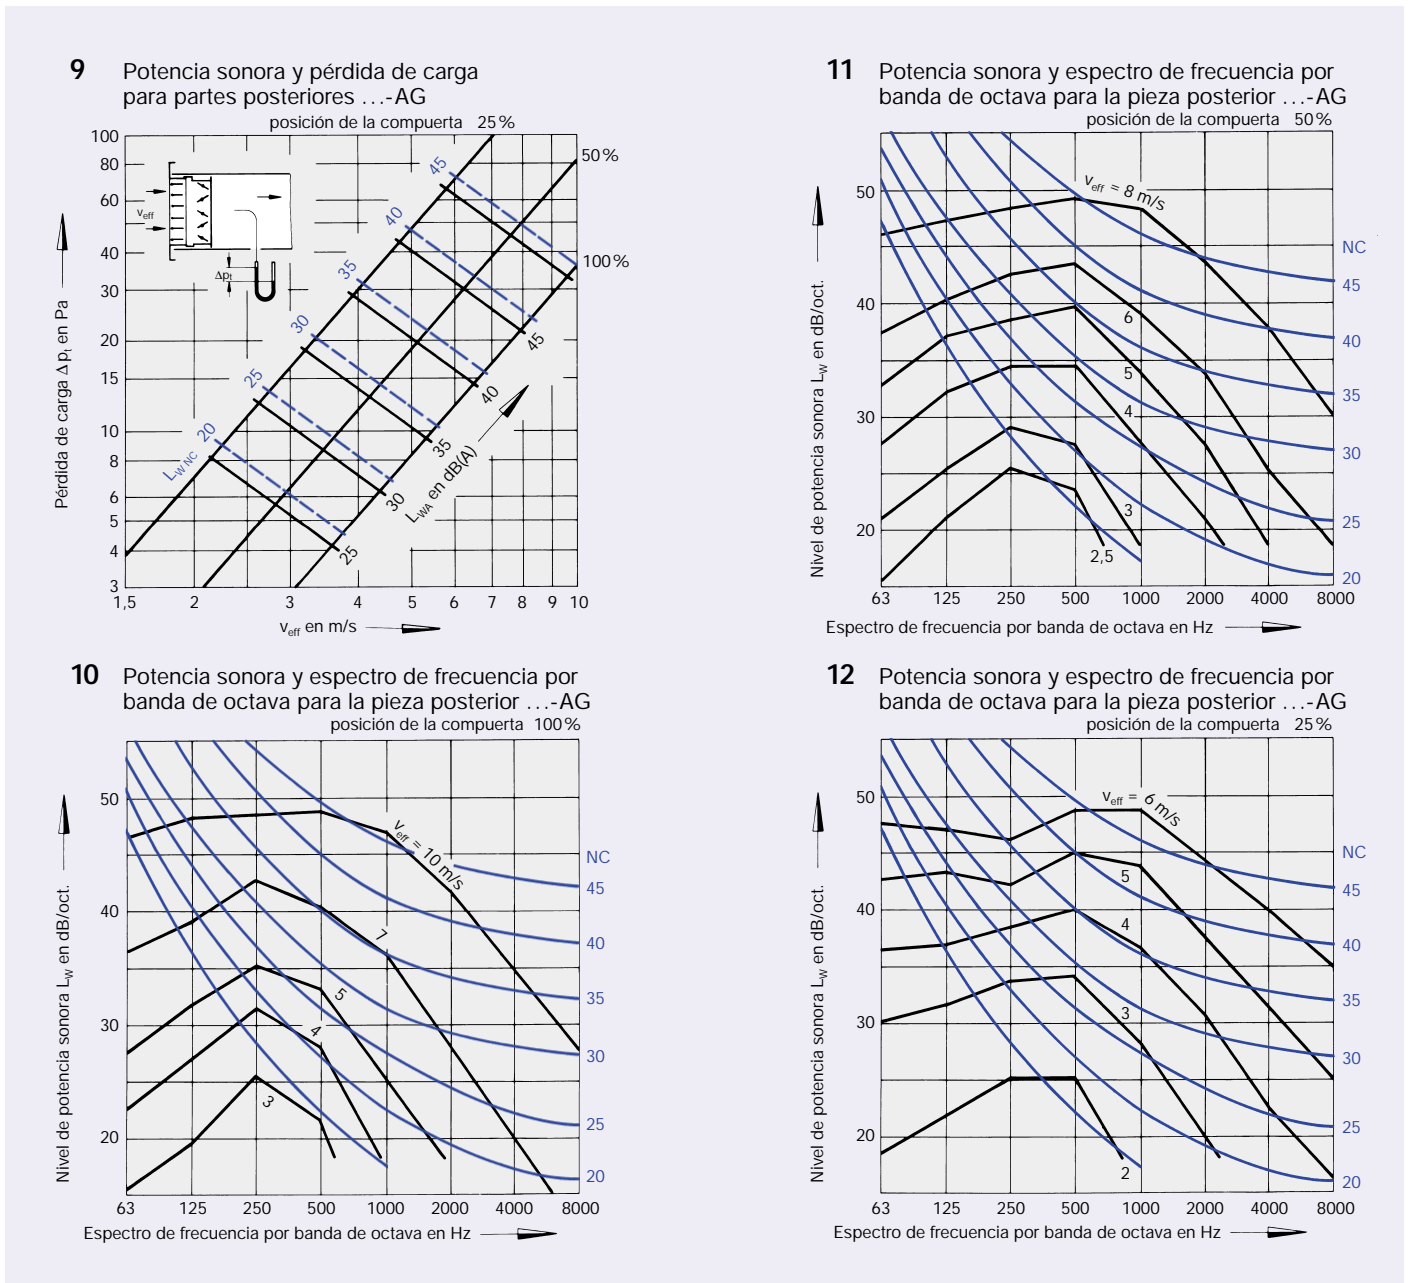 9 Potencia sonora y pérdida de carga
para partes posteriores ...-AG
posición de la compuerta 25%
50%
100%
100
80
60
40
30
20
15
10
8
6
5
4
3
Pérdida de carga Δpt en Pa
veff
Δpt
45
40
35
30
25
20
LW NC
45
40
35
30
25
LWA en dB(A)
1,5 2 3 4 5 6 7 8 9 10
veff en m/s
11 Potencia sonora y espectro de frecuencia por
banda de octava para la pieza posterior ...-AG
posición de la compuerta 50%
50
40
30
20
Nivel de potencia sonora LW en dB/oct.
veff = 8 m/s
6
5
4
3
2,5
NC
45
40
35
30
25
20
63 125 250 500 1000 2000 4000 8000
Espectro de frecuencia por banda de octava en Hz
10 Potencia sonora y espectro de frecuencia por
banda de octava para la pieza posterior ...-AG
posición de la compuerta 100%
50
40
30
20
Nivel de potencia sonora LW en dB/oct.
veff = 10 m/s
7
5
4
3
NC
45
40
35
30
25
20
63 125 250 500 1000 2000 4000 8000
Espectro de frecuencia por banda de octava en Hz
12 Potencia sonora y espectro de frecuencia por
banda de octava para la pieza posterior ...-AG
posición de la compuerta 25%
50
40
30
20
Nivel de potencia sonora LW en dB/oct.
veff = 6 m/s
5
4
3
2
NC
45
40
35
30
25
20
63 125 250 500 1000 2000 4000 8000
Espectro de frecuencia por banda de octava en Hz